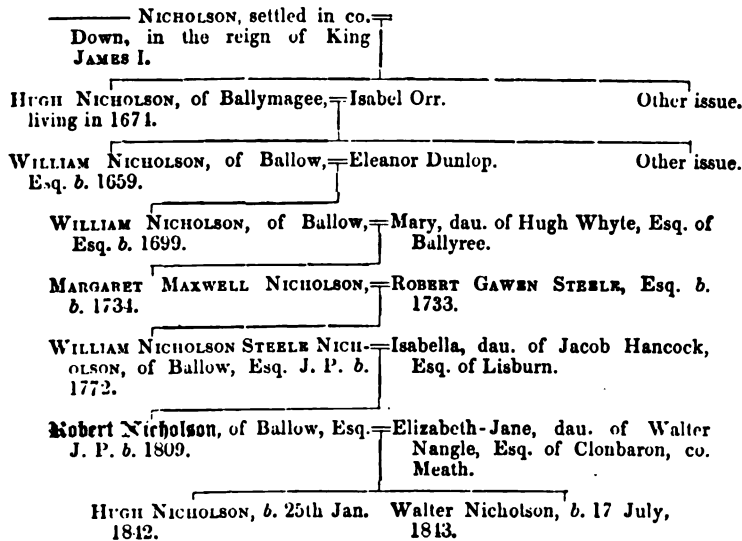 ——— NICHOLSON, settled in co.
Down, in the reign of King
JAMES I.
HUGH NICHOLSON, of Ballymagee, Isabel Orr. Other issue.
living in 1671.
WILLIAM NICHOLSON, of Ballow, Eleanor Dunlop. Other issue.
Esq. b. 1659.
WILLIAM NICHOLSON, of Ballow, Mary, dau. of Hugh Whyte, Esq. of
Esq. b. 1699. Ballyree.
MARGARET MAXWELL NICHOLSON, ROBERT GAWEN STEELE, Esq. b.
b. 1734. 1733.
WILLIAM NICHOLSON STEELE NICH- Isabella, dau. of Jacob Hancock,
OLSON, of Ballow, Esq. J. P. b. Esq. of Lisburn.
1772.
Robert Nicholson, of Ballow, Esq. Elizabeth-Jane, dau. of Walter
J. P. b. 1809. Nangle, Esq. of Clonbaron, co.
Meath.
HUGH NICHOLSON, b. 25th Jan. Walter Nicholson, b. 17 July,
1842. 1843.